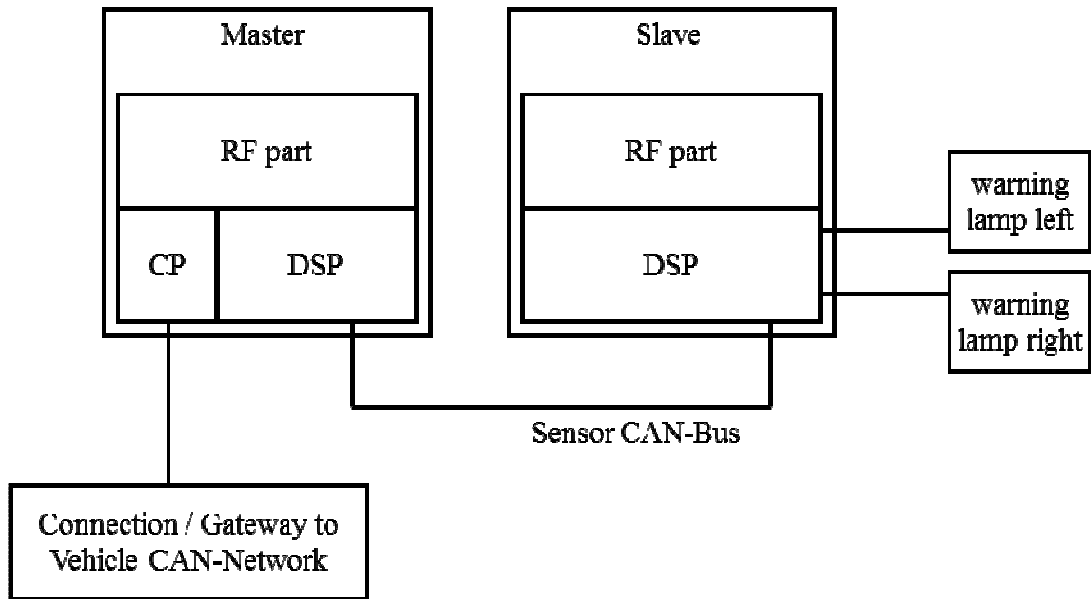 Master
Slave
RF part
RF part
CP
DSP
DSP
warning
lamp left
warning
lamp right
Sensor CAN-Bus
Connection / Gateway to
Vehicle CAN-Network